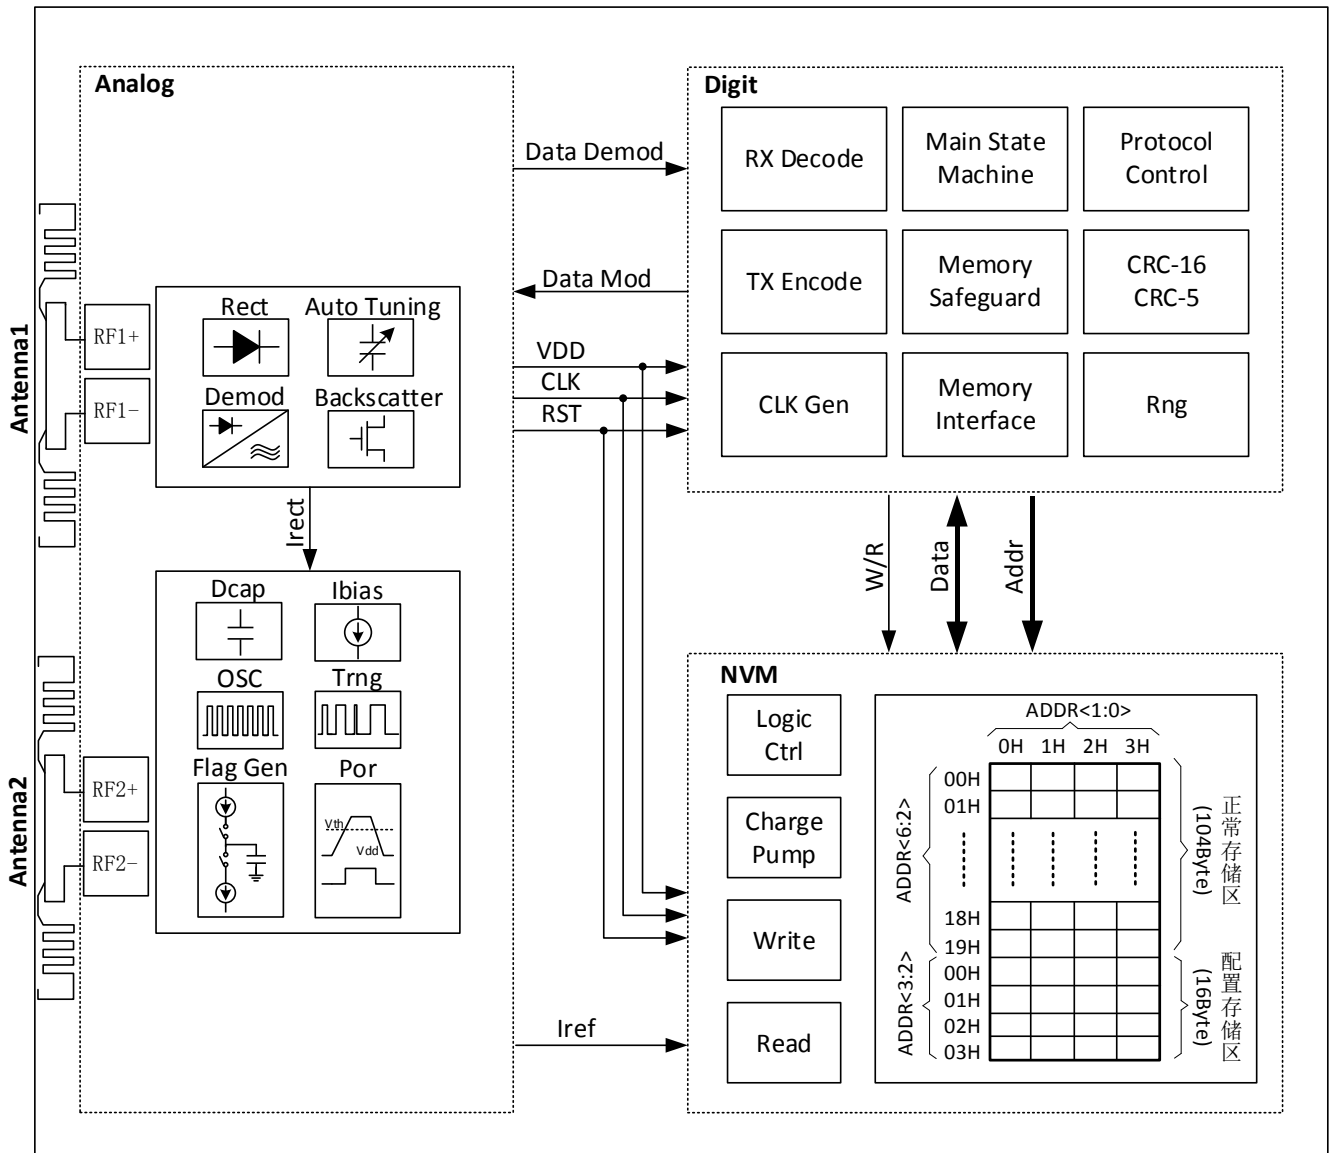 Analog
Antenna1
RF1+
RF1-
Rect
Auto Tuning
Demod
Backscatter
Irect
Dcap
Ibias
OSC
Trng
Flag Gen
Por
Vth
Vdd
Antenna2
RF2+
RF2-
Data Demod
Data Mod
VDD
CLK
RST
Iref
Digit
RX Decode
Main State
Machine
Protocol
Control
TX Encode
Memory
Safeguard
CRC-16
CRC-5
CLK Gen
Memory
Interface
Rng
W/R
Data
Addr
NVM
Logic
Ctrl
Charge
Pump
Write
Read
ADDR<1:0>
0H 1H 2H 3H
ADDR<6:2>
00H
01H
18H
19H
正常存储区
(104Byte)
ADDR<3:2>
00H
01H
02H
03H
配置存储区
(16Byte)